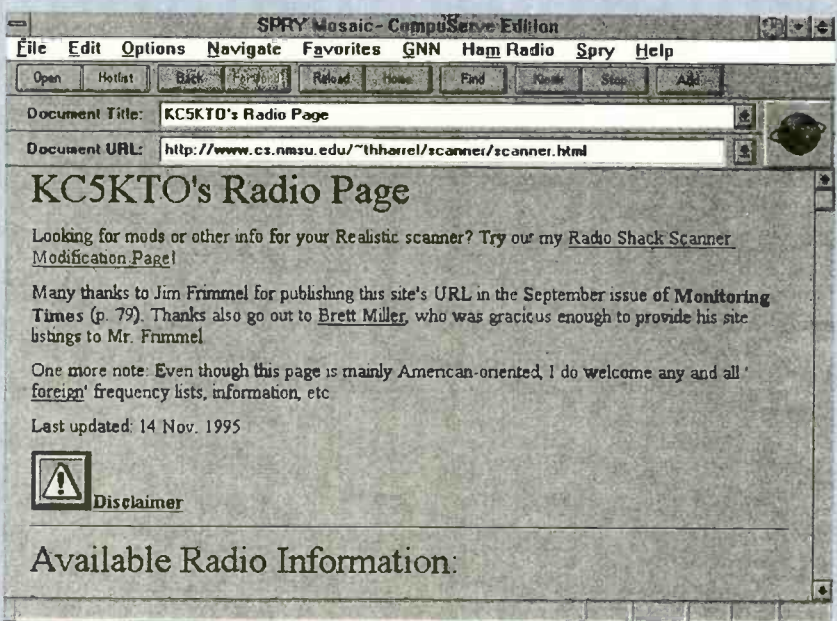 SPRY Mosaic - CompuServe Edition
File Edit Options Navigate Favorites GNN Ham Radio Spry Help
Open Hotlist Back Forward Reload Home Find Kiosk Stop Add
Document Title: KC5KTO's Radio Page
Document URL: http://www.cs.nmsu.edu/~thharrel/scanner/scanner.html
KC5KTO's Radio Page
Looking for mods or other info for your Realistic scanner? Try our my Radio Shack Scanner
Modification Page!
Many thanks to Jim Frimmel for publishing this site's URL in the September issue of Monitoring
Times (p. 79). Thanks also go out to Brett Miller, who was gracious enough to provide his site
listings to Mr. Frimmel
One more note: Even though this page is mainly American-oriented, I do welcome any and all '
foreign' frequency lists, information, etc
Last updated: 14 Nov. 1995
Disclaimer
Available Radio Information: